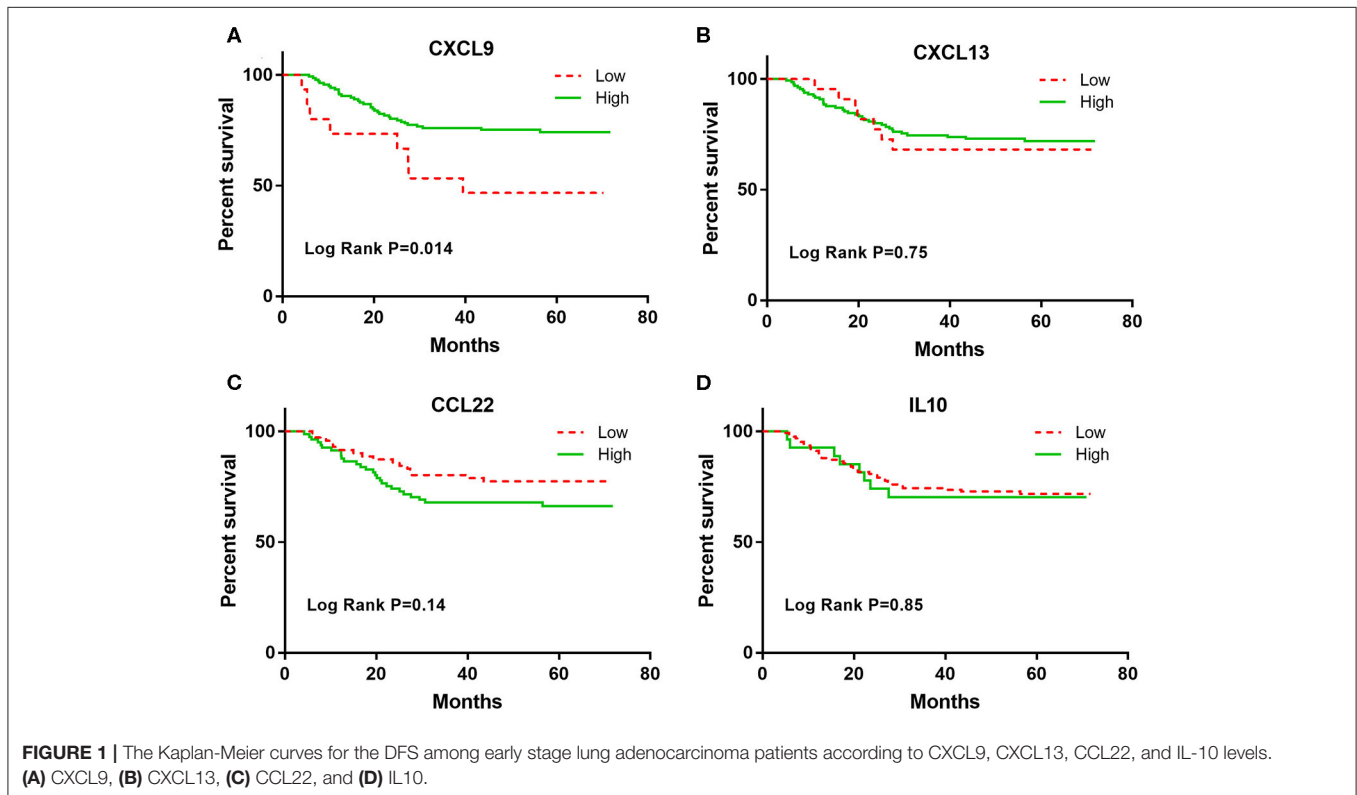 A
CXCL9
Percent survival
100
50
0
Low
High
Log Rank P=0.014
0 20 40 60 80
Months
B
CXCL13
Percent survival
100
50
0
Low
High
Log Rank P=0.75
0 20 40 60 80
Months
C
CCL22
Percent survival
100
50
0
Low
High
Log Rank P=0.14
0 20 40 60 80
Months
D
IL10
Percent survival
100
50
0
Low
High
Log Rank P=0.85
0 20 40 60 80
Months
FIGURE 1 | The Kaplan-Meier curves for the DFS among early stage lung adenocarcinoma patients according to CXCL9, CXCL13, CCL22, and IL-10 levels.
(A) CXCL9, (B) CXCL13, (C) CCL22, and (D) IL10.